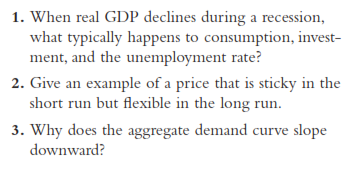 1. When real GDP declines during a recession,
what typically happens to consumption, invest-
ment, and the unemployment rate?
2. Give an example of a price that is sticky in the
short run but flexible in the long run.
3. Why does the aggregate demand curve slope
downward?